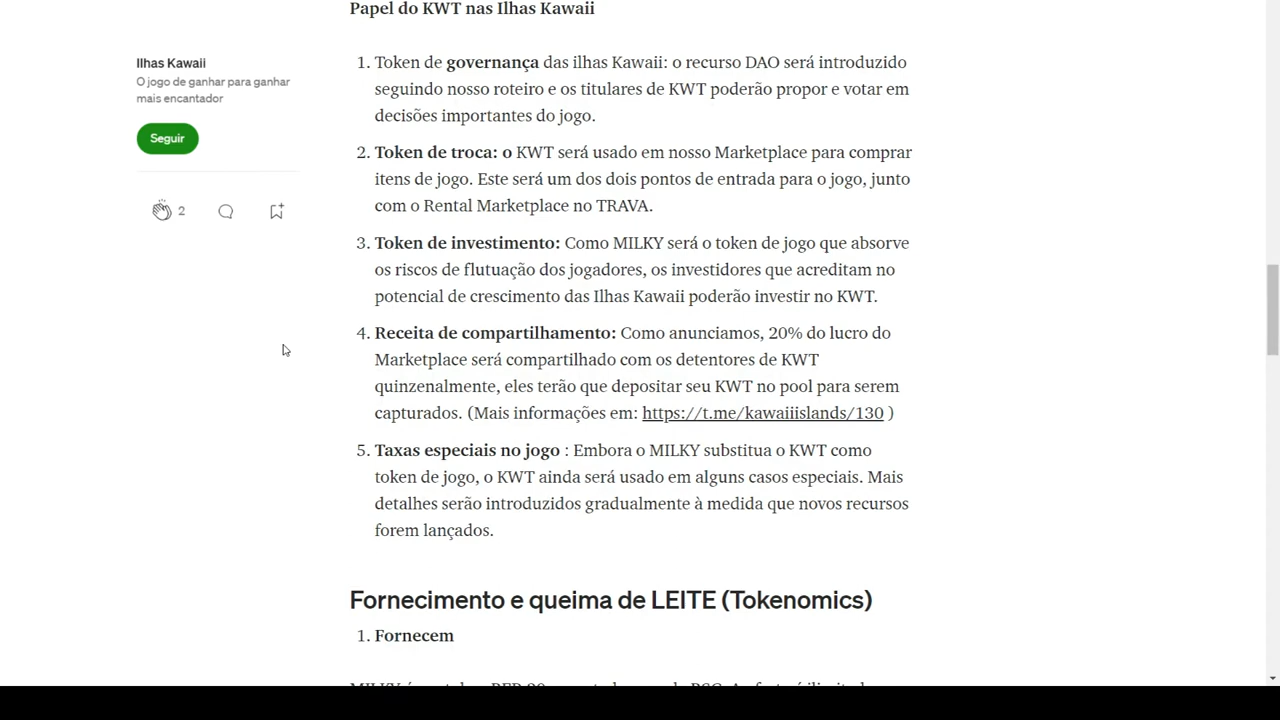 Papel do KWT nas Ilhas Kawaii
Ilhas Kawaii
O jogo de ganhar para ganhar
mais encantador
Seguir
2
1. Token de governança das ilhas Kawaii: o recurso DAO será introduzido
seguindo nosso roteiro e os titulares de KWT poderão propor e votar em
decisões importantes do jogo.
2. Token de troca: o KWT será usado em nosso Marketplace para comprar
itens de jogo. Este será um dos dois pontos de entrada para o jogo, junto
com o Rental Marketplace no TRAVA.
3. Token de investimento: Como MILKY será o token de jogo que absorve
os riscos de flutuação dos jogadores, os investidores que acreditam no
potencial de crescimento das Ilhas Kawaii poderão investir no KWT.
4. Receita de compartilhamento: Como anunciamos, 20% do lucro do
Marketplace será compartilhado com os detentores de KWT
quinzenalmente, eles terão que depositar seu KWT no pool para serem
capturados. (Mais informações em: https://t.me/kawaiiislands/130 )
5. Taxas especiais no jogo : Embora o MILKY substitua o KWT como
token de jogo, o KWT ainda será usado em alguns casos especiais. Mais
detalhes serão introduzidos gradualmente à medida que novos recursos
forem lançados.
Fornecimento e queima de LEITE (Tokenomics)
1. Fornecem